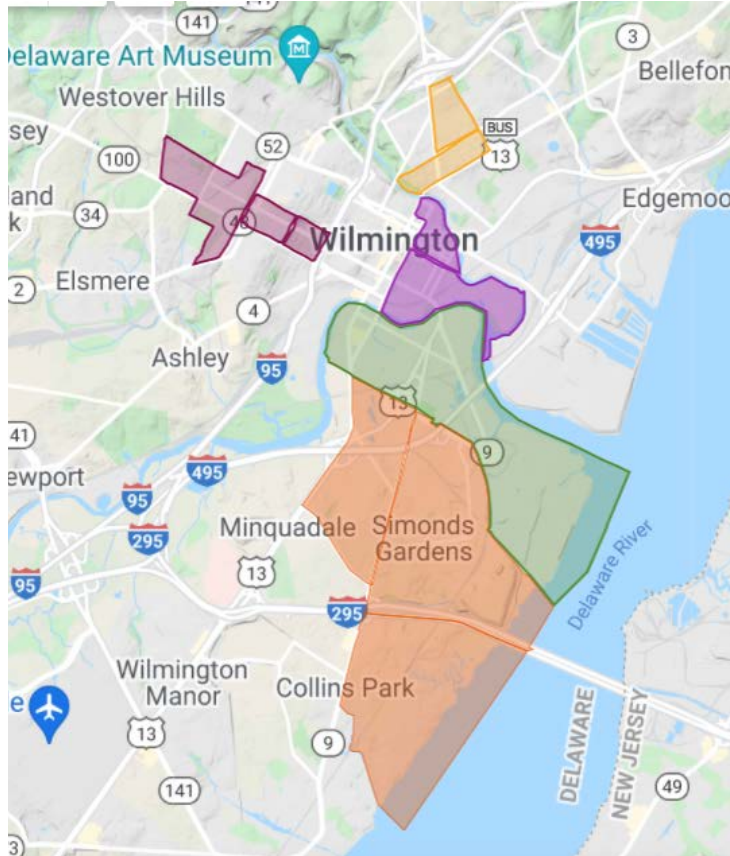 141
141
3
Delaware Art Museum
Bellefon
Westover Hills
sey
BUS
52
13
100
land
k
34
Edgemoo
48
Wilmington
495
Elsmere
2
4
Ashley
95
13
41
9
ewport
495
95
Minquadale
Simonds
Gardens
295
13
95
Delaware River
295
Wilmington
Manor
Collins Park
e
13
9
DELAWARE
NEW JERSEY
49
141
3